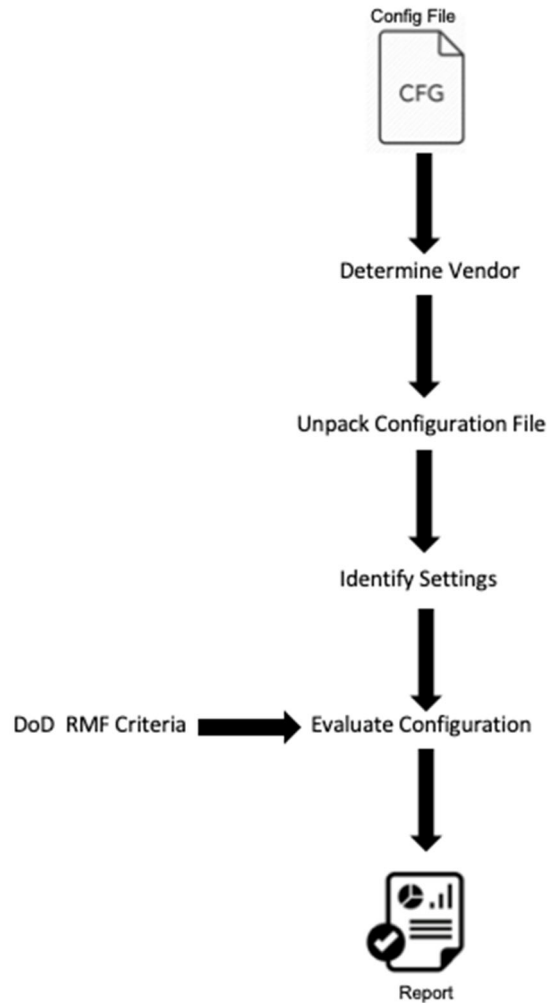 Config File
CFG
Determine Vendor
Unpack Configuration File
Identify Settings
DoD RMF Criteria
Evaluate Configuration
Report